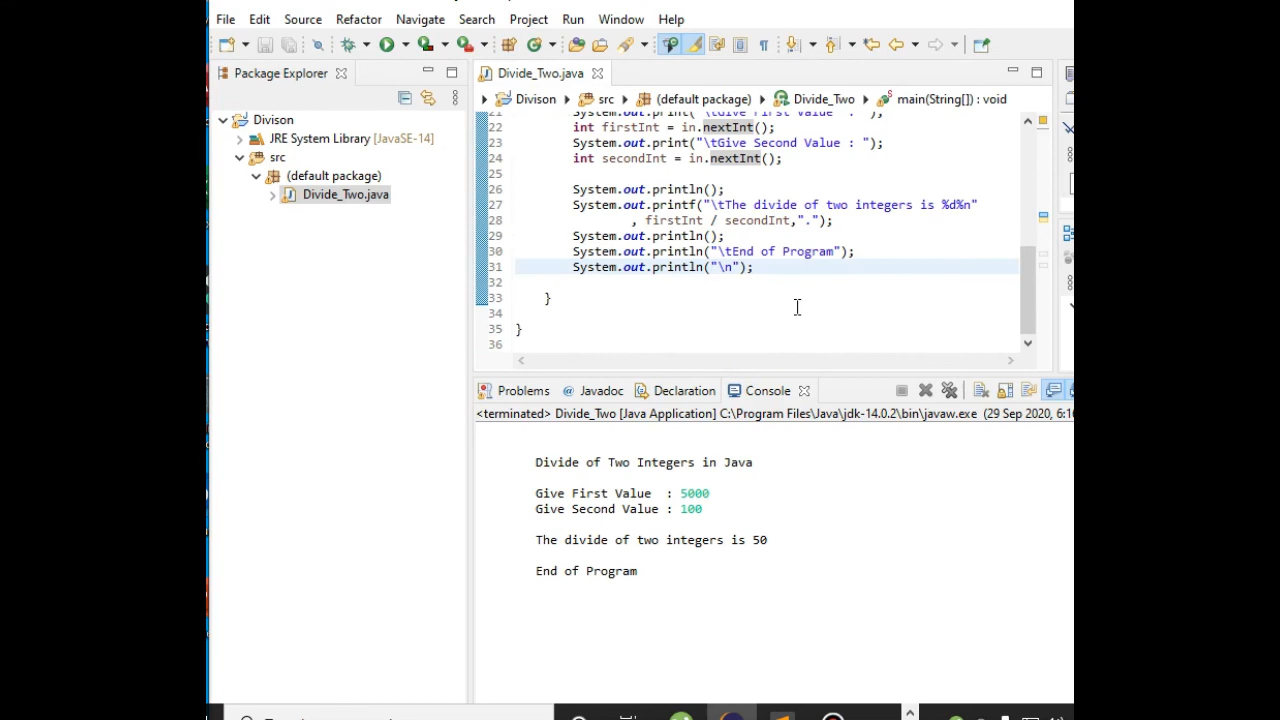 File Edit Source Refactor Navigate Search Project Run Window Help
Package Explorer
Divison
JRE System Library [JavaSE-14]
src
(default package)
Divide_Two.java
Divide_Two.java
Divison src (default package) Divide_Two main(String[]) : void
22 int firstInt = in.nextInt();
23 System.out.print("\tGive Second Value : ");
24 int secondInt = in.nextInt();
25
26 System.out.println();
27 System.out.printf("\tThe divide of two integers is %d%n"
28 , firstInt / secondInt,".");
29 System.out.println();
30 System.out.println("\tEnd of Program");
31 System.out.println("\n");
32
33 }
34
35 }
36
Problems @ Javadoc Declaration Console
<terminated> Divide_Two [Java Application] C:\Program Files\Java\jdk-14.0.2\bin\javaw.exe (29 Sep 2020, 6:1
Divide of Two Integers in Java
Give First Value : 5000
Give Second Value : 100
The divide of two integers is 50
End of Program